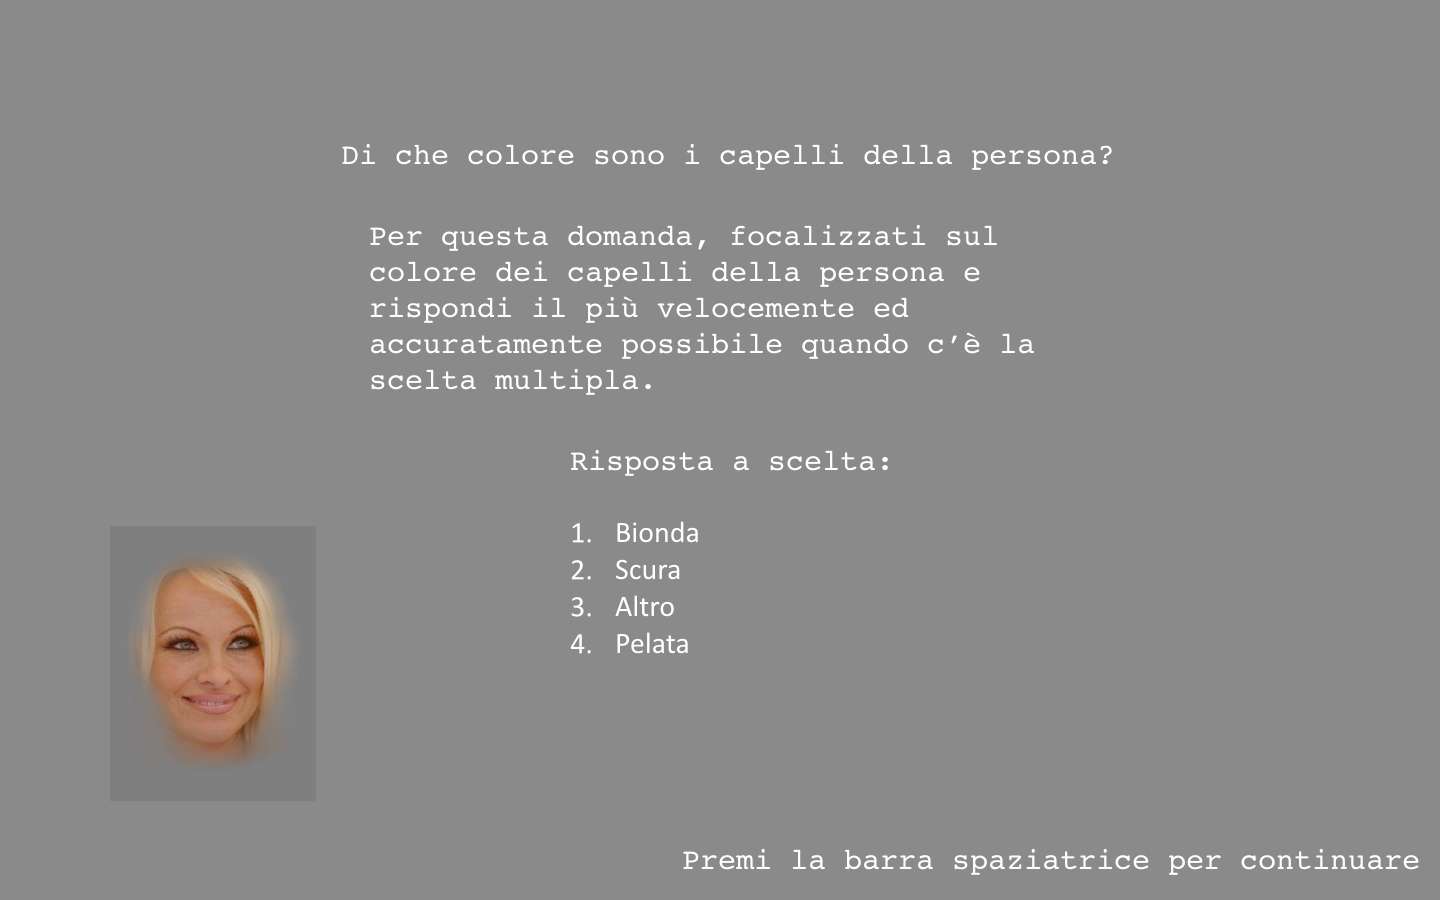 Di che colore sono i capelli della persona?
Per questa domanda, focalizzati sul
colore dei capelli della persona e
rispondi il più velocemente ed
accuratamente possibile quando c’è la
scelta multipla.
Risposta a scelta:
1. Bionda
2. Scura
3. Altro
4. Pelata
Premi la barra spaziatrice per continuare